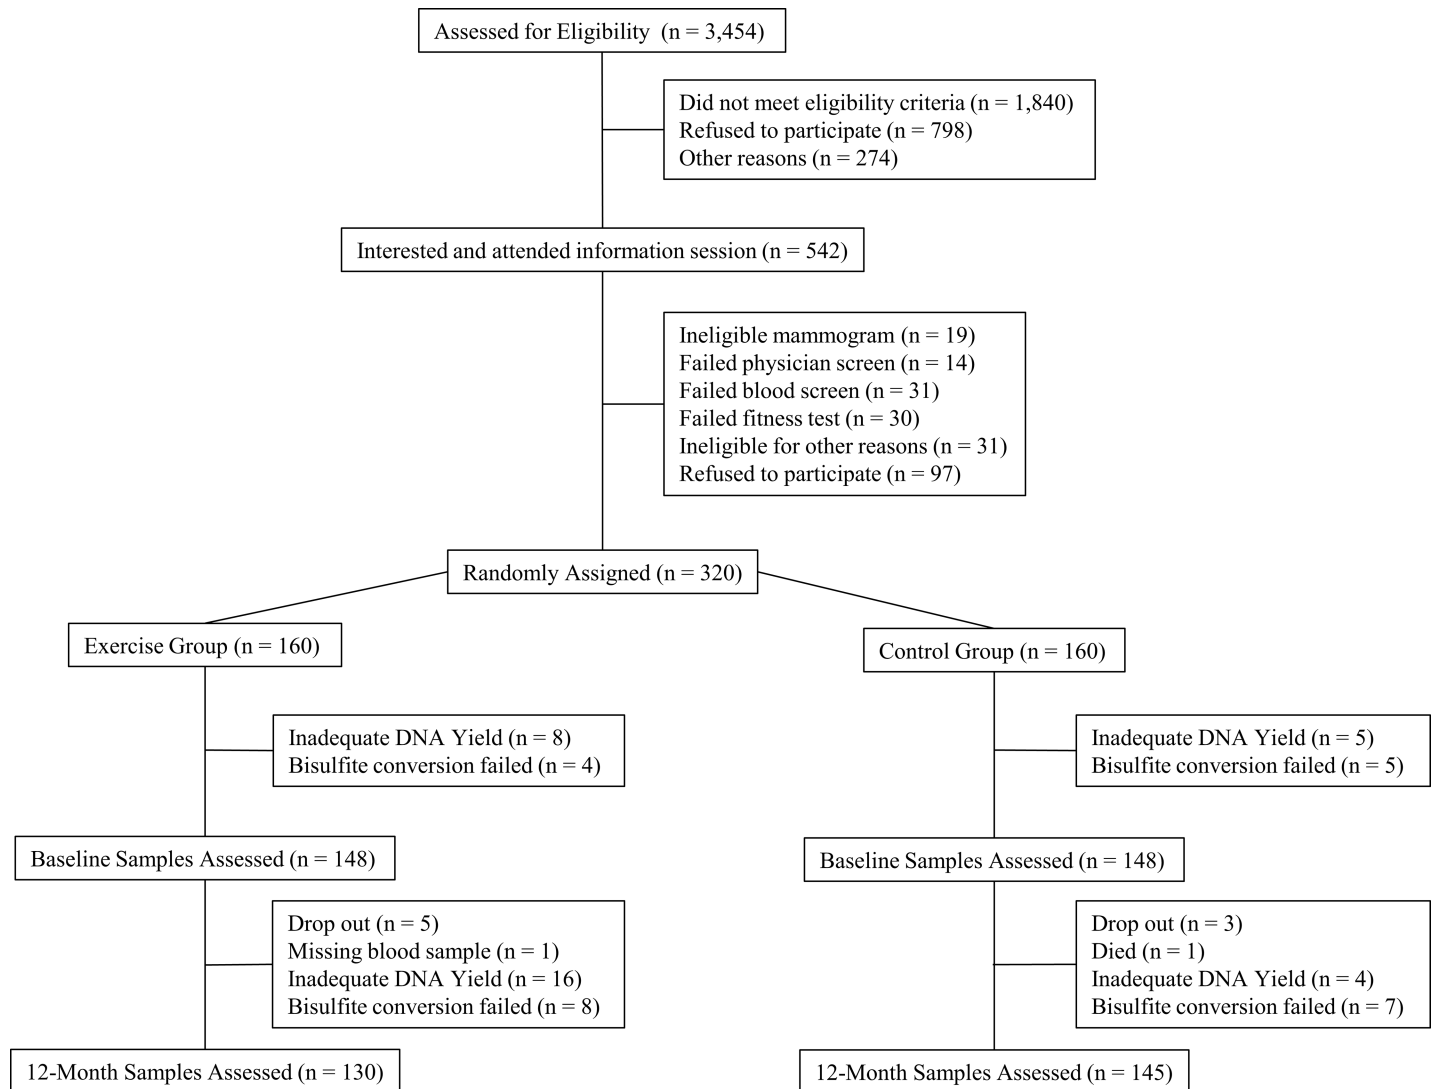 Assessed for Eligibility  (n = 3,454)
Did not meet eligibility criteria (n = 1,840)
Refused to participate (n = 798)
Other reasons (n = 274)
Interested and attended information session (n = 542)
Ineligible mammogram (n = 19)
Failed physician screen (n = 14)
Failed blood screen (n = 31)
Failed fitness test (n = 30)
Ineligible for other reasons (n = 31)
Refused to participate (n = 97)
Randomly Assigned (n = 320)
Exercise Group (n = 160)
Control Group (n = 160)
Inadequate DNA Yield (n = 8)
Bisulfite conversion failed (n = 4)
Inadequate DNA Yield (n = 5)
Bisulfite conversion failed (n = 5)
Baseline Samples Assessed (n = 148)
Baseline Samples Assessed (n = 148)
Drop out (n = 5)
Missing blood sample (n = 1)
Inadequate DNA Yield (n = 16)
Bisulfite conversion failed (n = 8)
Drop out (n = 3)
Died (n = 1)
Inadequate DNA Yield (n = 4)
Bisulfite conversion failed (n = 7)
12-Month Samples Assessed (n = 130)
12-Month Samples Assessed (n = 145)